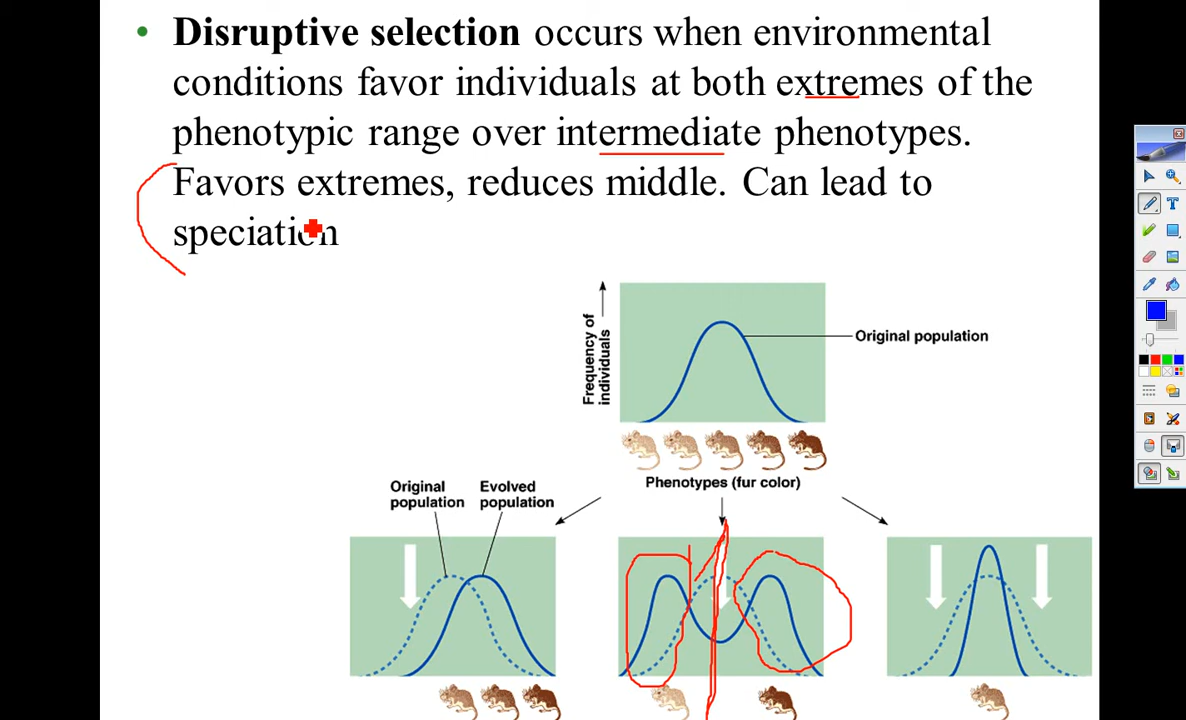 • Disruptive selection occurs when environmental
conditions favor individuals at both extremes of the
phenotypic range over intermediate phenotypes.
Favors extremes, reduces middle. Can lead to
speciation
Frequency of
individuals
Original population
Phenotypes (fur color)
Original
population
Evolved
population
T